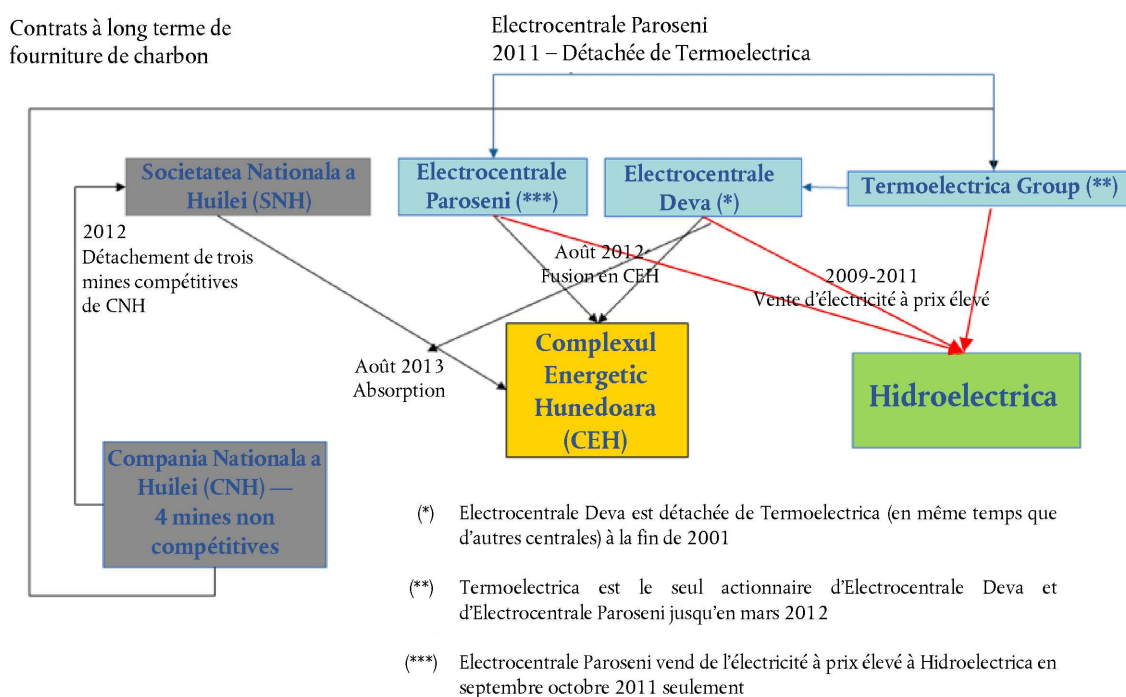 Contrats à long terme de
fourniture de charbon
Electrocentrale Paroseni
2011 – Détachée de Termoelectrica
Societatea Nationala a
Huilei (SNH)
Electrocentrale
Paroseni (***)
Electrocentrale
Deva (*)
Termoelectrica Group (**)
2012
Détachement de trois
mines compétitives
de CNH
Août 2012-
Fusion en CEH
2009-2011
Vente d’électricité à prix élevé
Août 2013
Absorption
Complexul
Energetic
Hunedoara
(CEH)
Hidroelectrica
Compania Nationala a
Huilei (CNH) —
4 mines non
compétitives
(*) Electrocentrale Deva est détachée de Termoelectrica (en même temps que
d’autres centrales) à la fin de 2001
(**) Termoelectrica est le seul actionnaire d’Electrocentrale Deva et
d’Electrocentrale Paroseni jusqu’en mars 2012
(***) Electrocentrale Paroseni vend de l’électricité à prix élevé à Hidroelectrica en
septembre octobre 2011 seulement